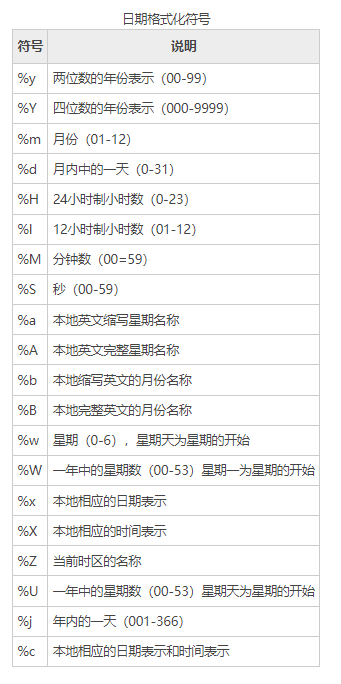 日期格式化符号
符号 说明
%y 两位数的年份表示（00-99）
%Y 四位数的年份表示（000-9999）
%m 月份（01-12）
%d 月内中的一天（0-31）
%H 24小时制小时数（0-23）
%I 12小时制小时数（01-12）
%M 分钟数（00=59）
%S 秒（00-59）
%a 本地英文缩写星期名称
%A 本地英文完整星期名称
%b 本地缩写英文的月份名称
%B 本地完整英文的月份名称
%w 星期（0-6），星期天为星期的开始
%W 一年中的星期数（00-53）星期一为星期的开始
%x 本地相应的日期表示
%X 本地相应的时间表示
%Z 当前时区的名称
%U 一年中的星期数（00-53）星期天为星期的开始
%j 年内的一天（001-366）
%c 本地相应的日期表示和时间表示